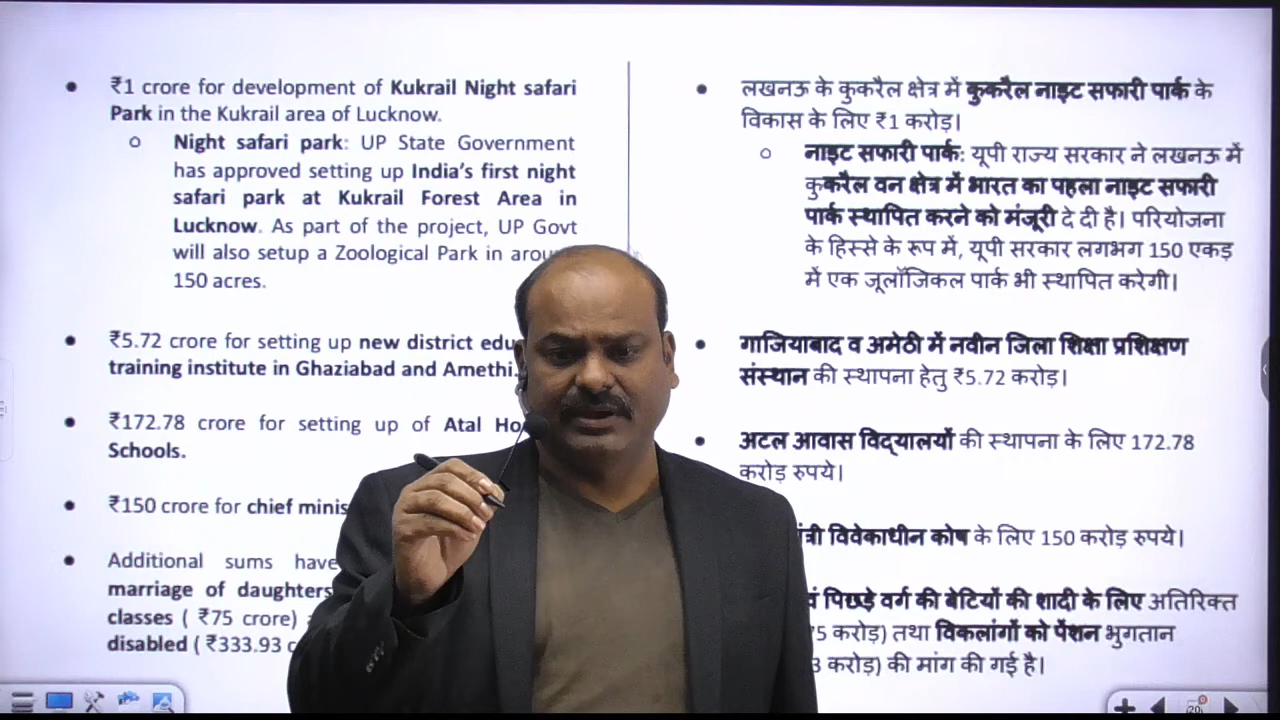 ₹1 crore for development of Kukrail Night safari
Park in the Kukrail area of Lucknow.
Night safari park: UP State Government
has approved setting up India's first night
safari park at Kukrail Forest Area in
Lucknow. As part of the project, UP Govt
will also setup a Zoological Park in
150 acres.
₹5.72 crore for setting up new district
training institute in Ghaziabad and Amethi.
₹172.78 crore for setting up of Atal
Schools.
₹150 crore for chief
Additional sums have
marriage of daughters
classes ( ₹75 crore)
disabled ( ₹333.93
लखनऊ के कुकरैल क्षेत्र में कुकरैल नाइट सफारी पार्क के
विकास के लिए ₹1 करोड़।
नाइट सफारी पार्क: यूपी राज्य सरकार ने लखनऊ में
कुकरैल वन क्षेत्र में भारत का पहला नाइट सफारी
पार्क स्थापित करने को मंजूरी दे दी है। परियोजना
के हिस्से के रूप में, यूपी सरकार लगभग 150 एकड़
में एक जूलॉजिकल पार्क भी स्थापित करेगी।
गाजियाबाद व अमेठी में नवीन जिला शिक्षा प्रशिक्षण
संस्थान की स्थापना हेतु ₹5.72 करोड़।
अटल आवास विद्यालयों की स्थापना के लिए 172.78
करोड़ रुपये।
विवेकाधीन कोष के लिए 150 करोड़ रुपये।
पिछड़े वर्ग की बेटियों की शादी के लिए अतिरिक्त
करोड़) तथा विकलांगों को पेंशन भुगतान
करोड़) की मांग की गई है।
20